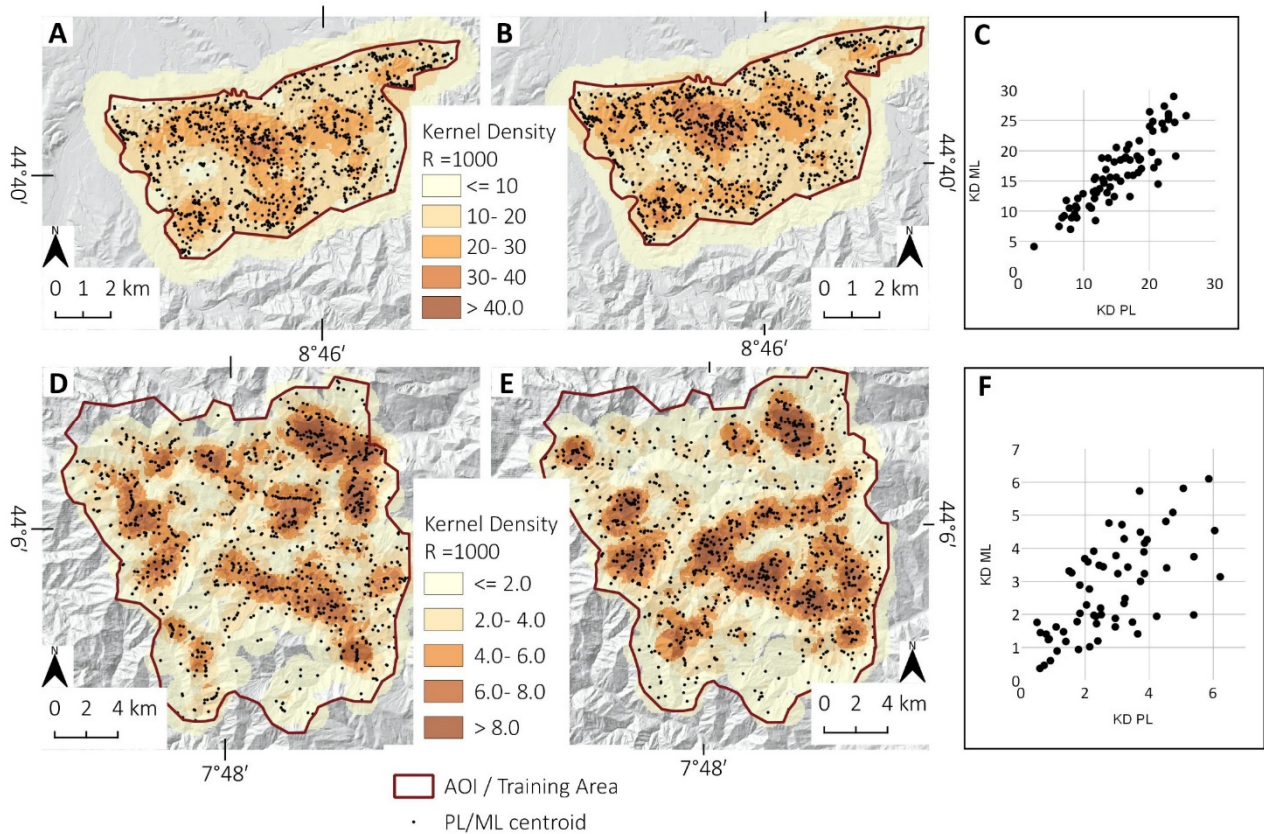 A
B
C
44°40′
N
0 1 2 km
Kernel Density
R =1000
<= 10
10- 20
20- 30
30- 40
> 40.0
N
0 1 2 km
44°40′
8°46′
8°46′
KD ML
30
25
20
15
10
5
0
0 10 20 30
KD PL
D
E
F
44°6′
N
0 2 4 km
Kernel Density
R =1000
<= 2.0
2.0- 4.0
4.0- 6.0
6.0- 8.0
> 8.0
N
0 2 4 km
44°6′
7°48′
7°48′
KD ML
7
6
5
4
3
2
1
0
0 2 4 6
KD PL
AOI / Training Area
PL/ML centroid